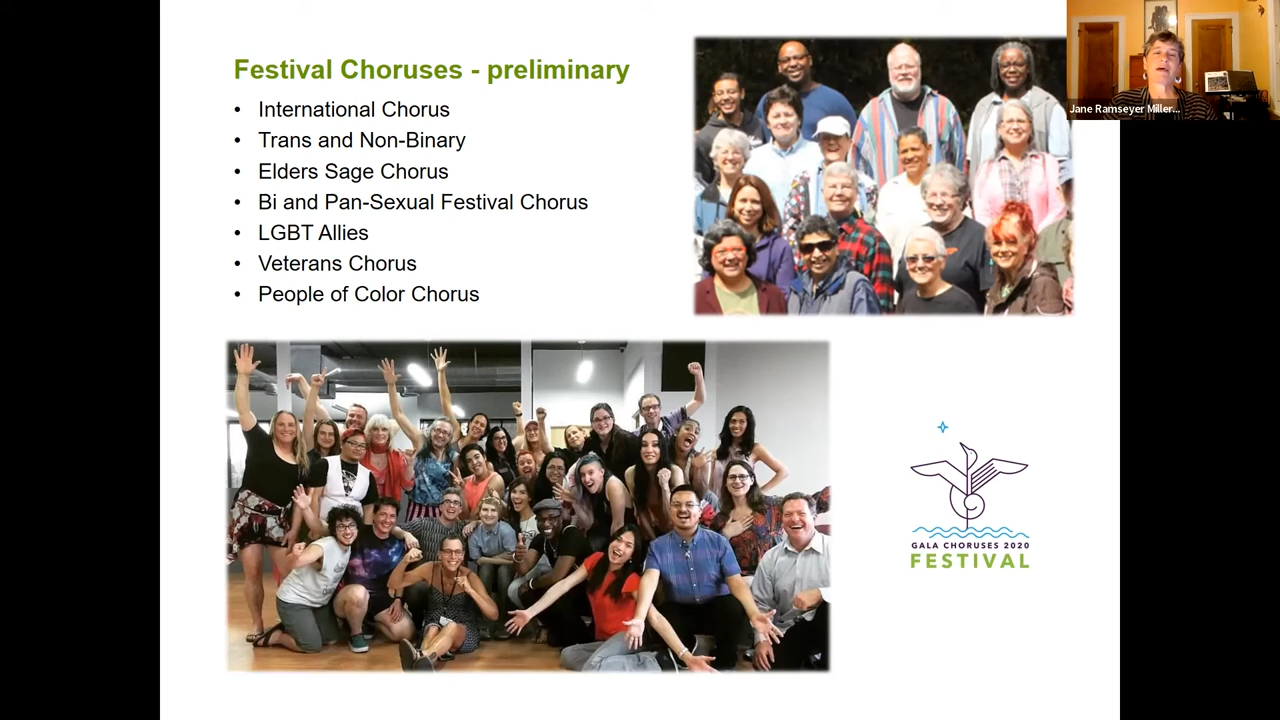 Festival Choruses - preliminary
• International Chorus
• Trans and Non-Binary
• Elders Sage Chorus
• Bi and Pan-Sexual Festival Chorus
• LGBT Allies
• Veterans Chorus
• People of Color Chorus
Jane Ramseyer Miller...
GALA CHORUSES 2020
FESTIVAL